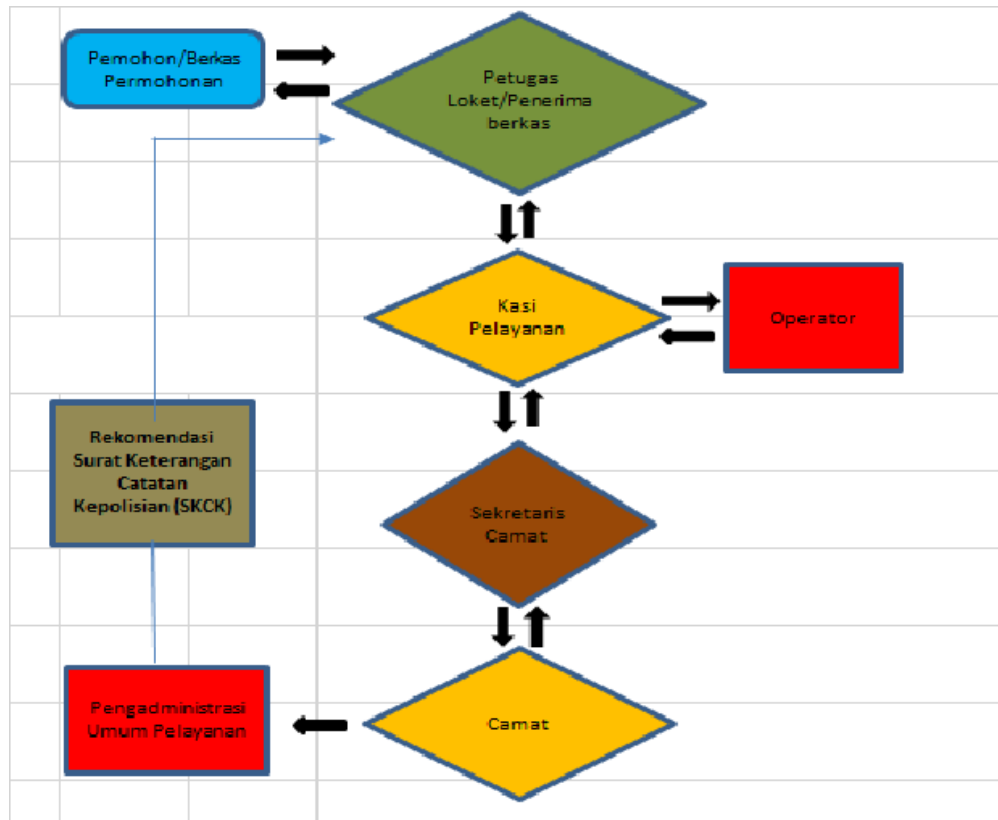 Pemohon/Berkas
Permohonan
Petugas
Loket/Penerima
berkas
Kasi
Pelayanan
Operator
Rekomendasi
Surat Keterangan
Catatan
Kepolisian (SKCK)
Sekretaris
Camat
Pengadministrasi
Umum Pelayanan
Camat